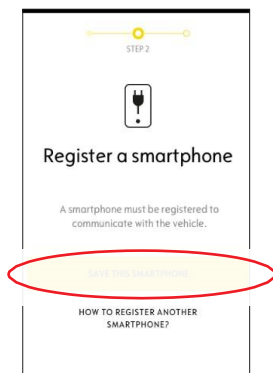 STEP 2
Register a smartphone
A smartphone must be registered to
communicate with the vehicle.
SAVE THIS SMARTPHONE
HOW TO REGISTER ANOTHER
SMARTPHONE?